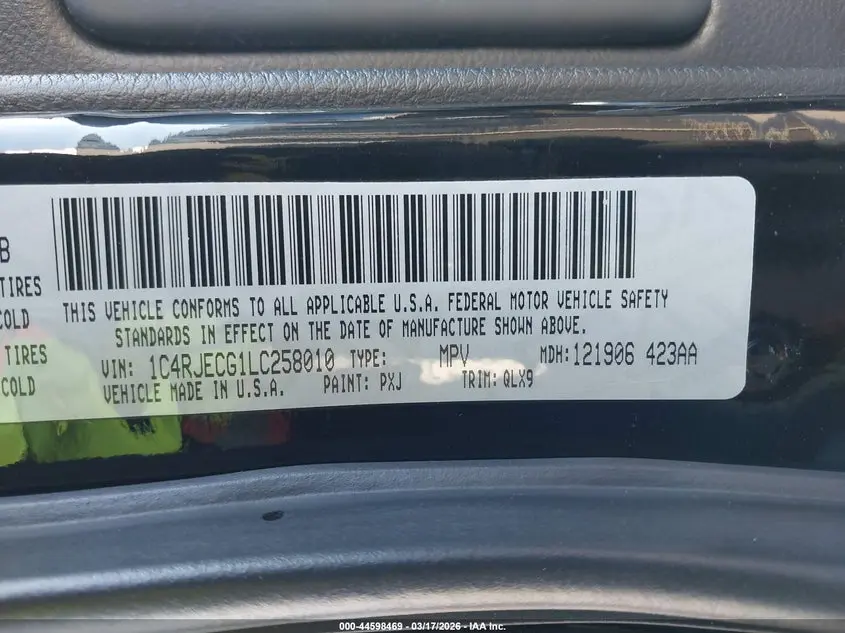 B
TIRES
COLD
TIRES
COLD
THIS VEHICLE CONFORMS TO ALL APPLICABLE U.S.A. FEDERAL MOTOR VEHICLE SAFETY
STANDARDS IN EFFECT ON THE DATE OF MANUFACTURE SHOWN ABOVE.
VIN: 1C4RJECG1LC258010 TYPE: MPV MDH: 121906 423AA
VEHICLE MADE IN U.S.A. PAINT: PXJ TRIM: QLX9
000-44598469 - 03/17/2026 - IAA Inc.